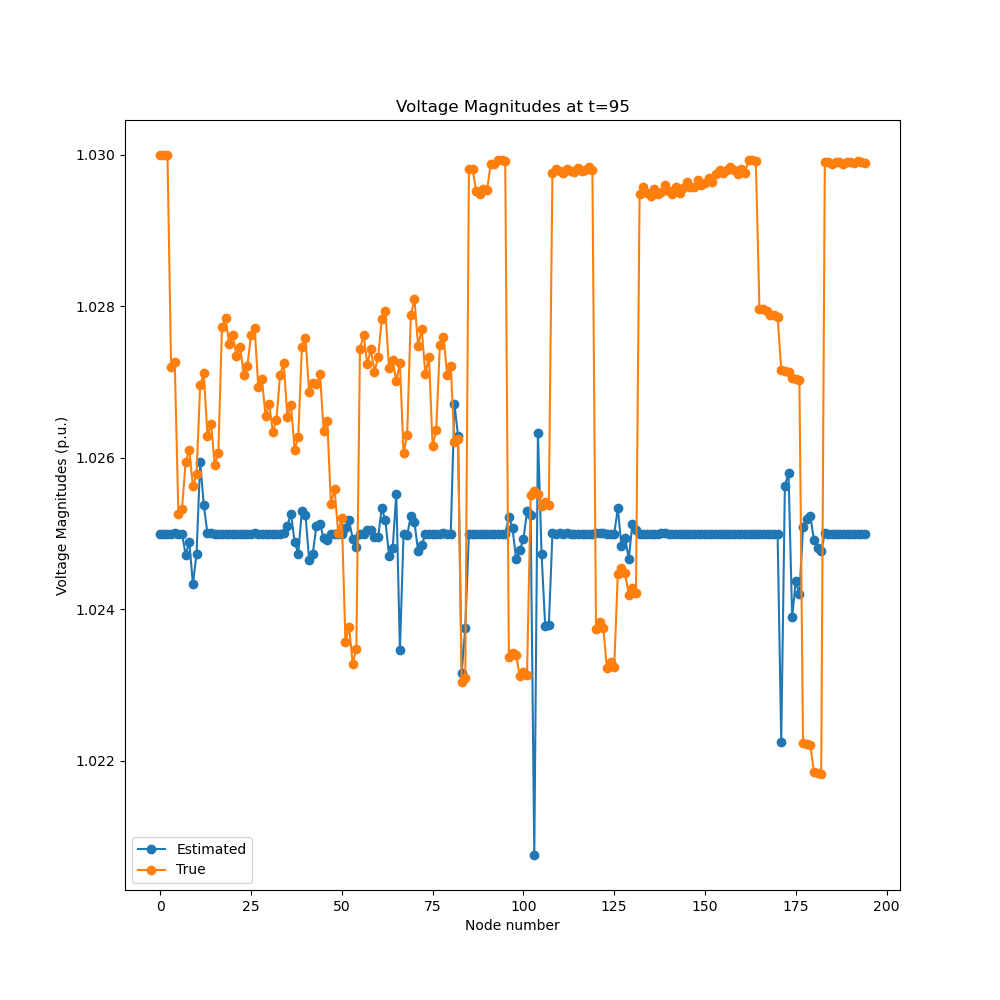 Voltage Magnitudes at t=95
Voltage Magnitudes (p.u.)
1.030
1.028
1.026
1.024
1.022
Estimated
True
0 25 50 75 100 125 150 175 200
Node number